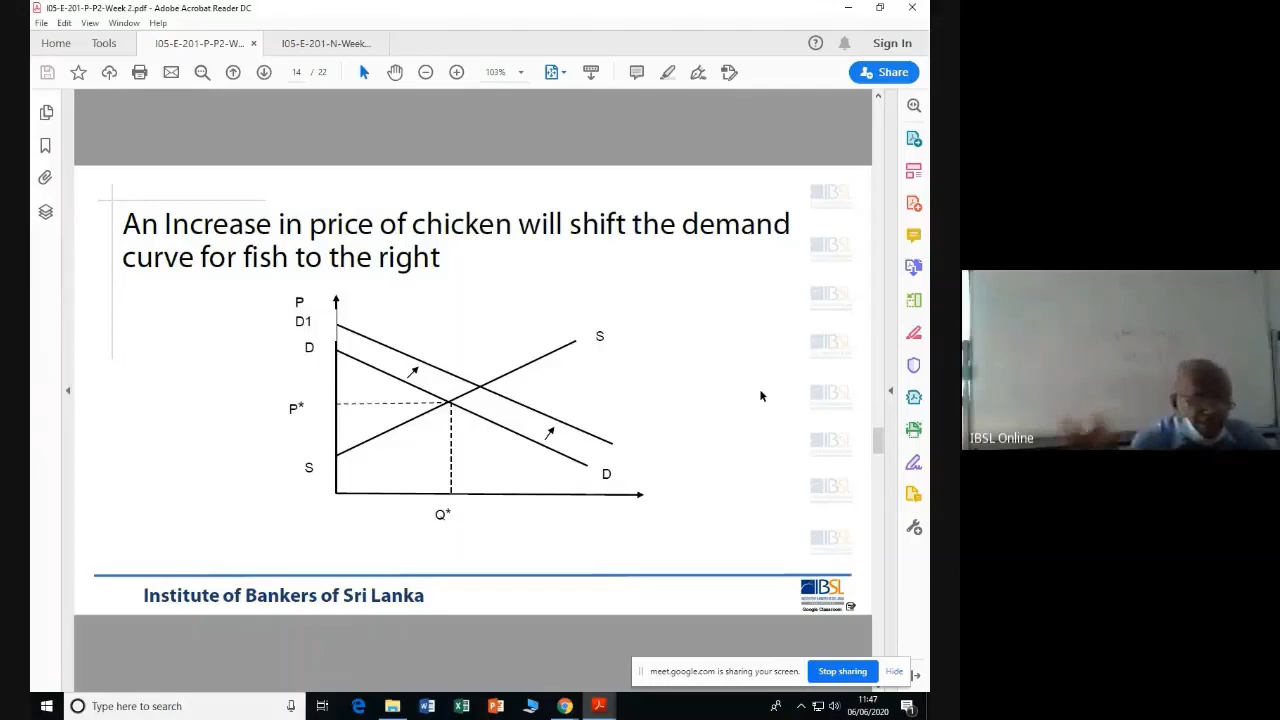 I05-E-201-P-P2-Week 2.pdf - Adobe Acrobat Reader DC
File Edit View Window Help
Home Tools I05-E-201-P-P2-W... × I05-E-201-N-Week... Sign In
14 / 22 103% Share
An Increase in price of chicken will shift the demand
curve for fish to the right
P
D1
S
D
P*
S
D
Q*
IBSL Online
Institute of Bankers of Sri Lanka
IBSL
Google Classroom
meet.google.com is sharing your screen. Stop sharing Hide
Type here to search
11:47
06/06/2020